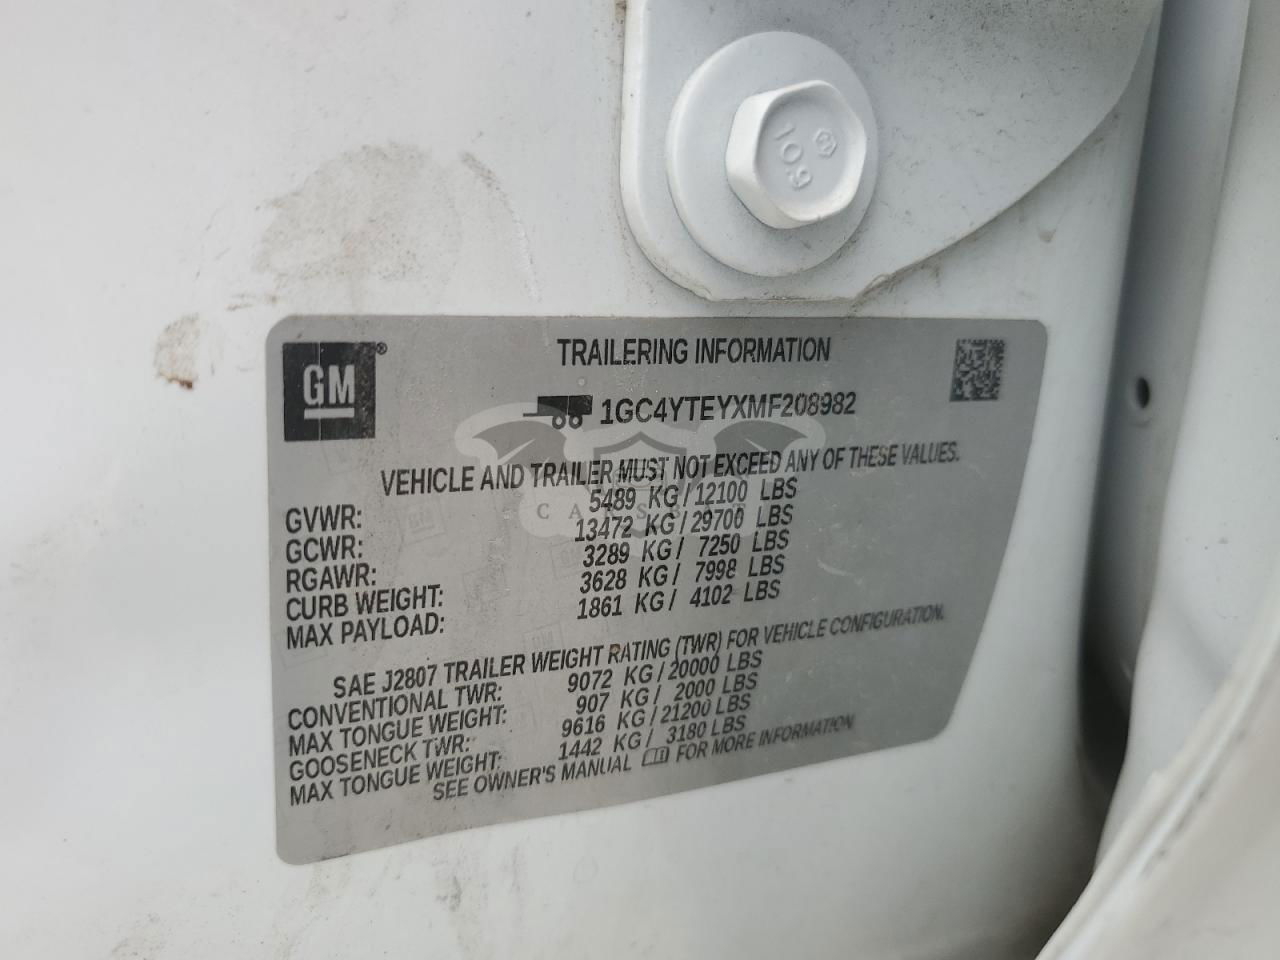 109
GM
GM®
TRAILERING INFORMATION
1GC4YTEYXMF208982
VEHICLE AND TRAILER MUST NOT EXCEED ANY OF THESE VALUES.
GVWR: 5489 KG / 12100 LBS
GCWR: 13472 KG / 29700 LBS
RGAWR: 3289 KG / 7250 LBS
CURB WEIGHT: 3628 KG / 7998 LBS
MAX PAYLOAD: 1861 KG / 4102 LBS
SAE J2807 TRAILER WEIGHT RATING (TWR) FOR VEHICLE CONFIGURATION.
CONVENTIONAL TWR: 9072 KG / 20000 LBS
MAX TONGUE WEIGHT: 907 KG / 2000 LBS
GOOSENECK TWR: 9616 KG / 21200 LBS
MAX TONGUE WEIGHT: 1442 KG / 3180 LBS
SEE OWNER'S MANUAL FOR MORE INFORMATION
CARSBAT